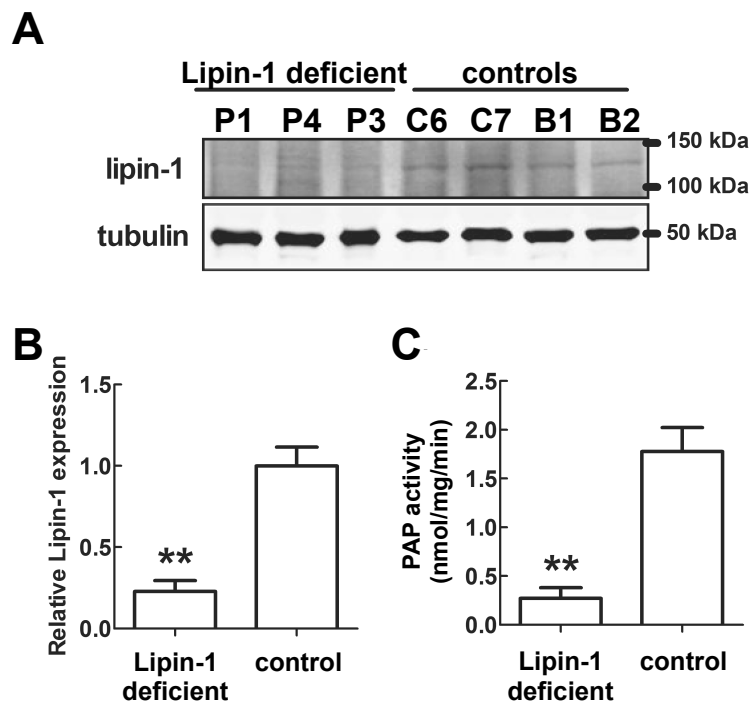 A
Lipin-1 deficient controls
P1 P4 P3 C6 C7 B1 B2
150 kDa
lipin-1
100 kDa
tubulin
50 kDa
B
Relative Lipin-1 expression
1.5
1.0
0.5
0.0
**
Lipin-1
deficient
control
C
PAP activity
(nmol/mg/min)
2.5
2.0
1.5
1.0
0.5
0.0
**
Lipin-1
deficient
control